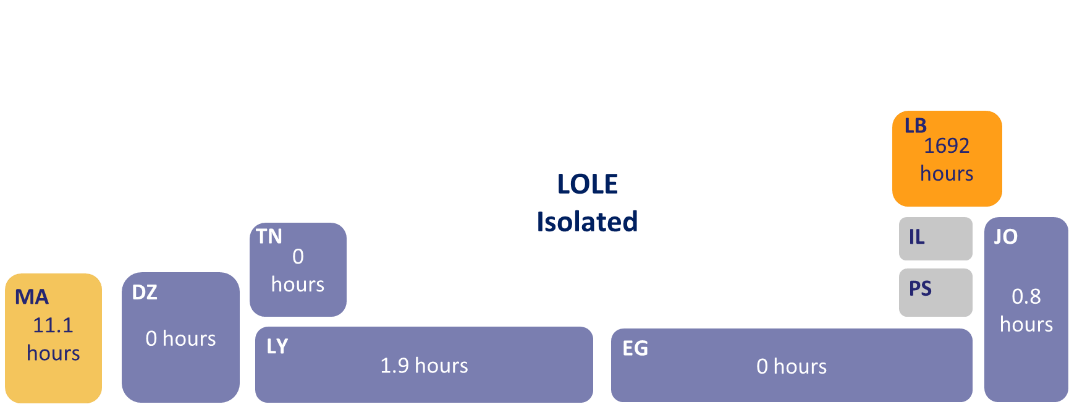 LB
1692
hours
LOLE
Isolated
TN
0
hours
IL
JO
MA
11.1
hours
DZ
0 hours
PS
0.8
hours
LY
1.9 hours
EG
0 hours